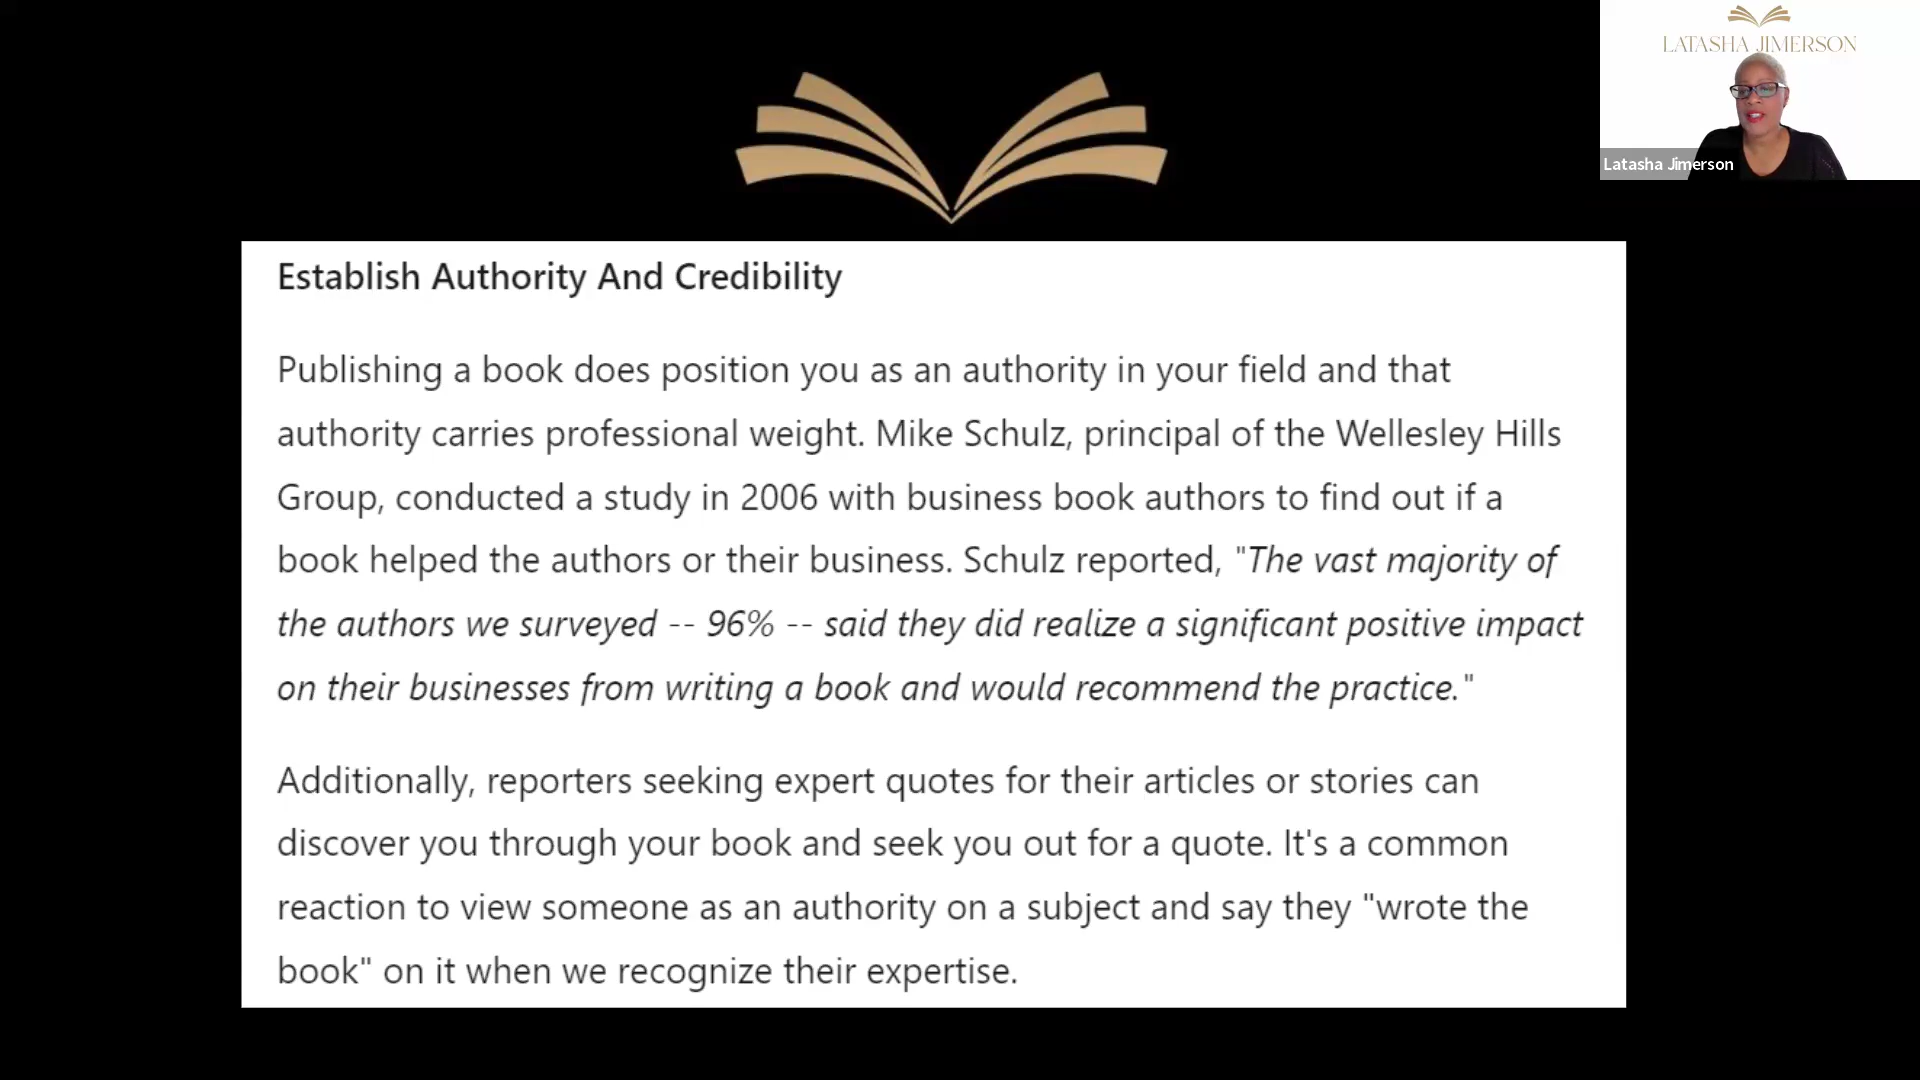 LATASHA JIMERSON
Latasha Jimerson
Establish Authority And Credibility
Publishing a book does position you as an authority in your field and that
authority carries professional weight. Mike Schulz, principal of the Wellesley Hills
Group, conducted a study in 2006 with business book authors to find out if a
book helped the authors or their business. Schulz reported, "The vast majority of
the authors we surveyed -- 96% -- said they did realize a significant positive impact
on their businesses from writing a book and would recommend the practice."
Additionally, reporters seeking expert quotes for their articles or stories can
discover you through your book and seek you out for a quote. It's a common
reaction to view someone as an authority on a subject and say they "wrote the
book" on it when we recognize their expertise.